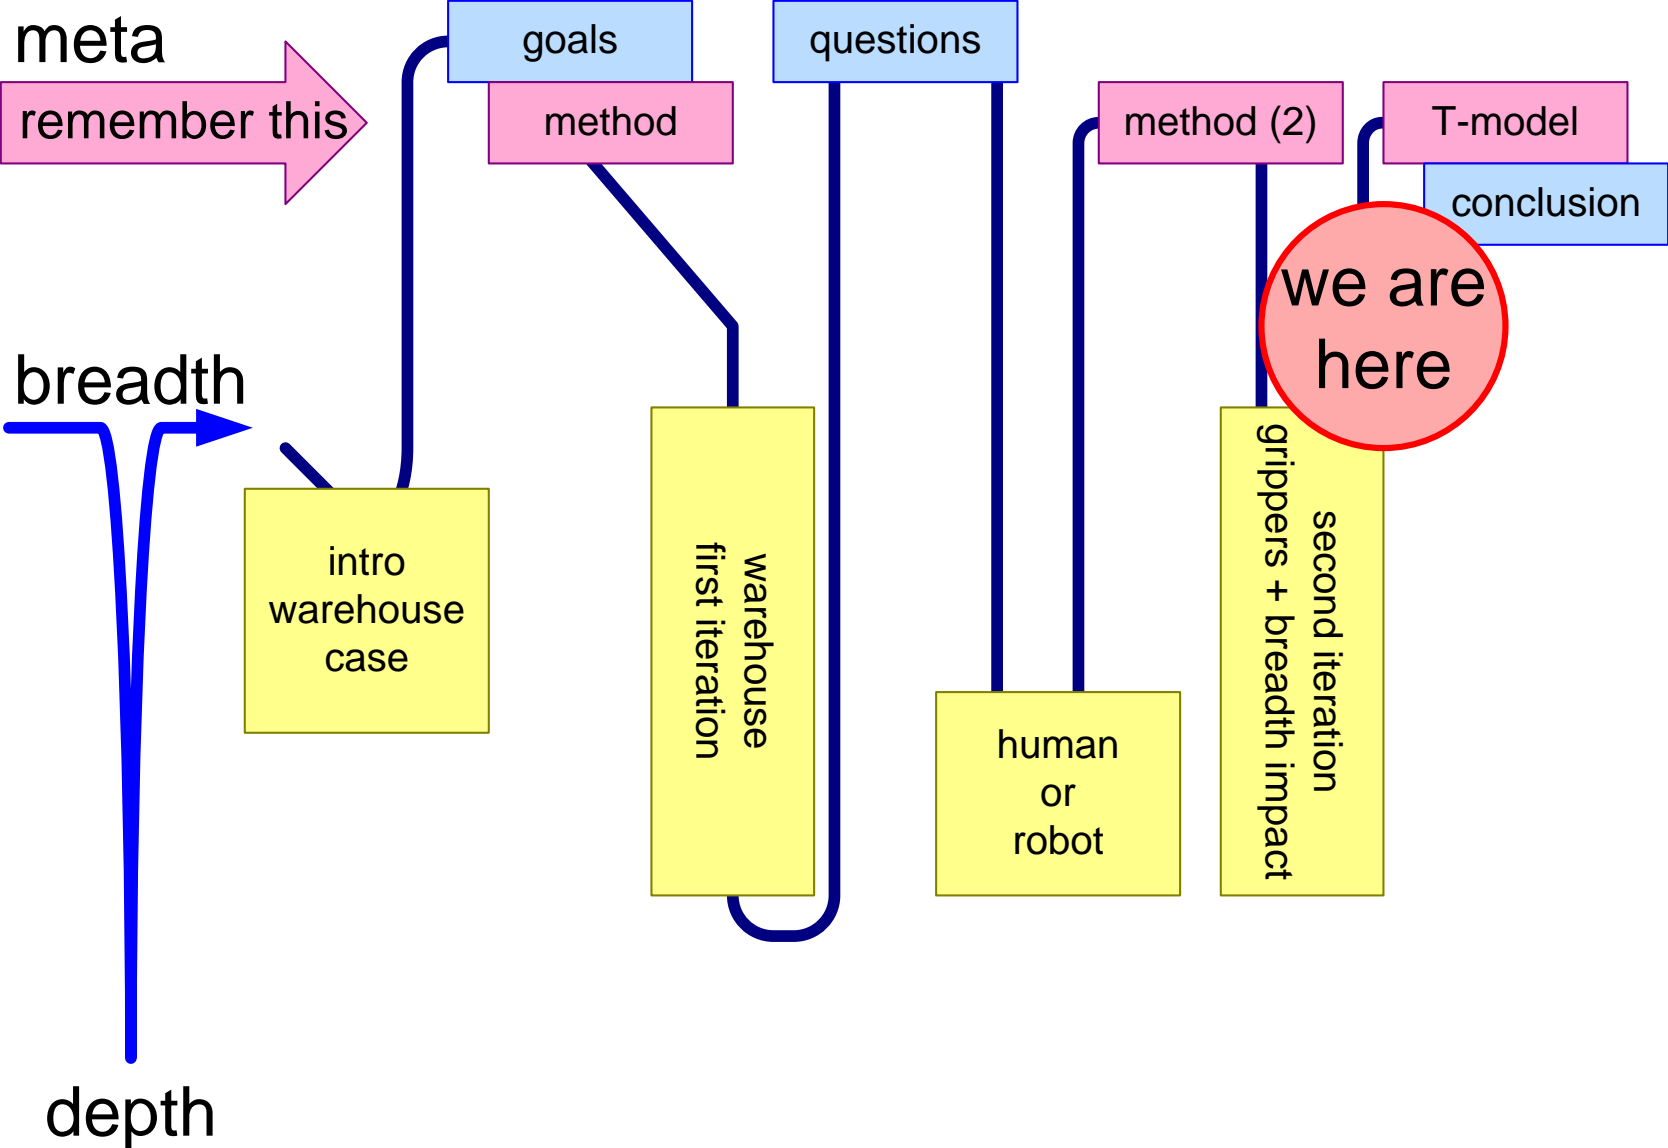 meta
remember this
goals
method
questions
method (2)
T-model
conclusion
we are
here
breadth
intro
warehouse
case
warehouse
first iteration
human
or
robot
second iteration
grippers + breadth impact
depth